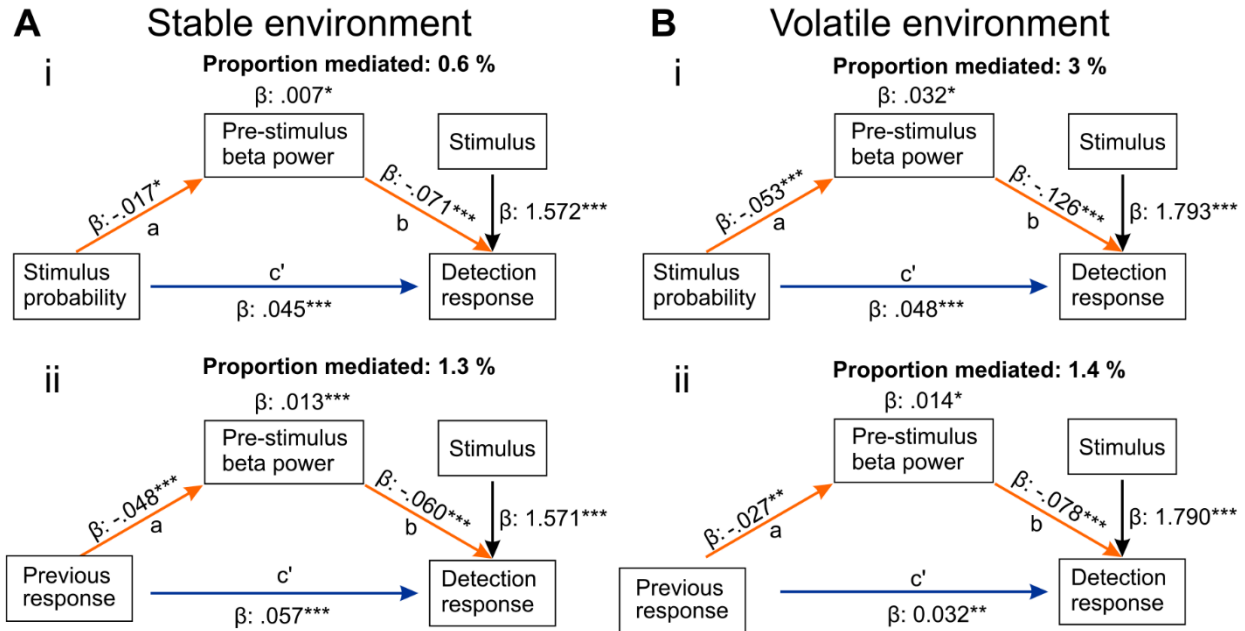 A Stable environment
i
Proportion mediated: 0.6 %
β: .007*
Pre-stimulus
beta power
Stimulus
β: -.017*
a
β: -.071***
b
β: 1.572***
Stimulus
probability
c'
β: .045***
Detection
response
ii
Proportion mediated: 1.3 %
β: .013***
Pre-stimulus
beta power
Stimulus
β: -.048***
a
β: -.060***
b
β: 1.571***
Previous
response
c'
β: .057***
Detection
response
B Volatile environment
i
Proportion mediated: 3 %
β: .032*
Pre-stimulus
beta power
Stimulus
β: -.053***
a
β: -.126***
b
β: 1.793***
Stimulus
probability
c'
β: .048***
Detection
response
ii
Proportion mediated: 1.4 %
β: .014*
Pre-stimulus
beta power
Stimulus
β: -.027**
a
β: -.078***
b
β: 1.790***
Previous
response
c'
β: 0.032**
Detection
response